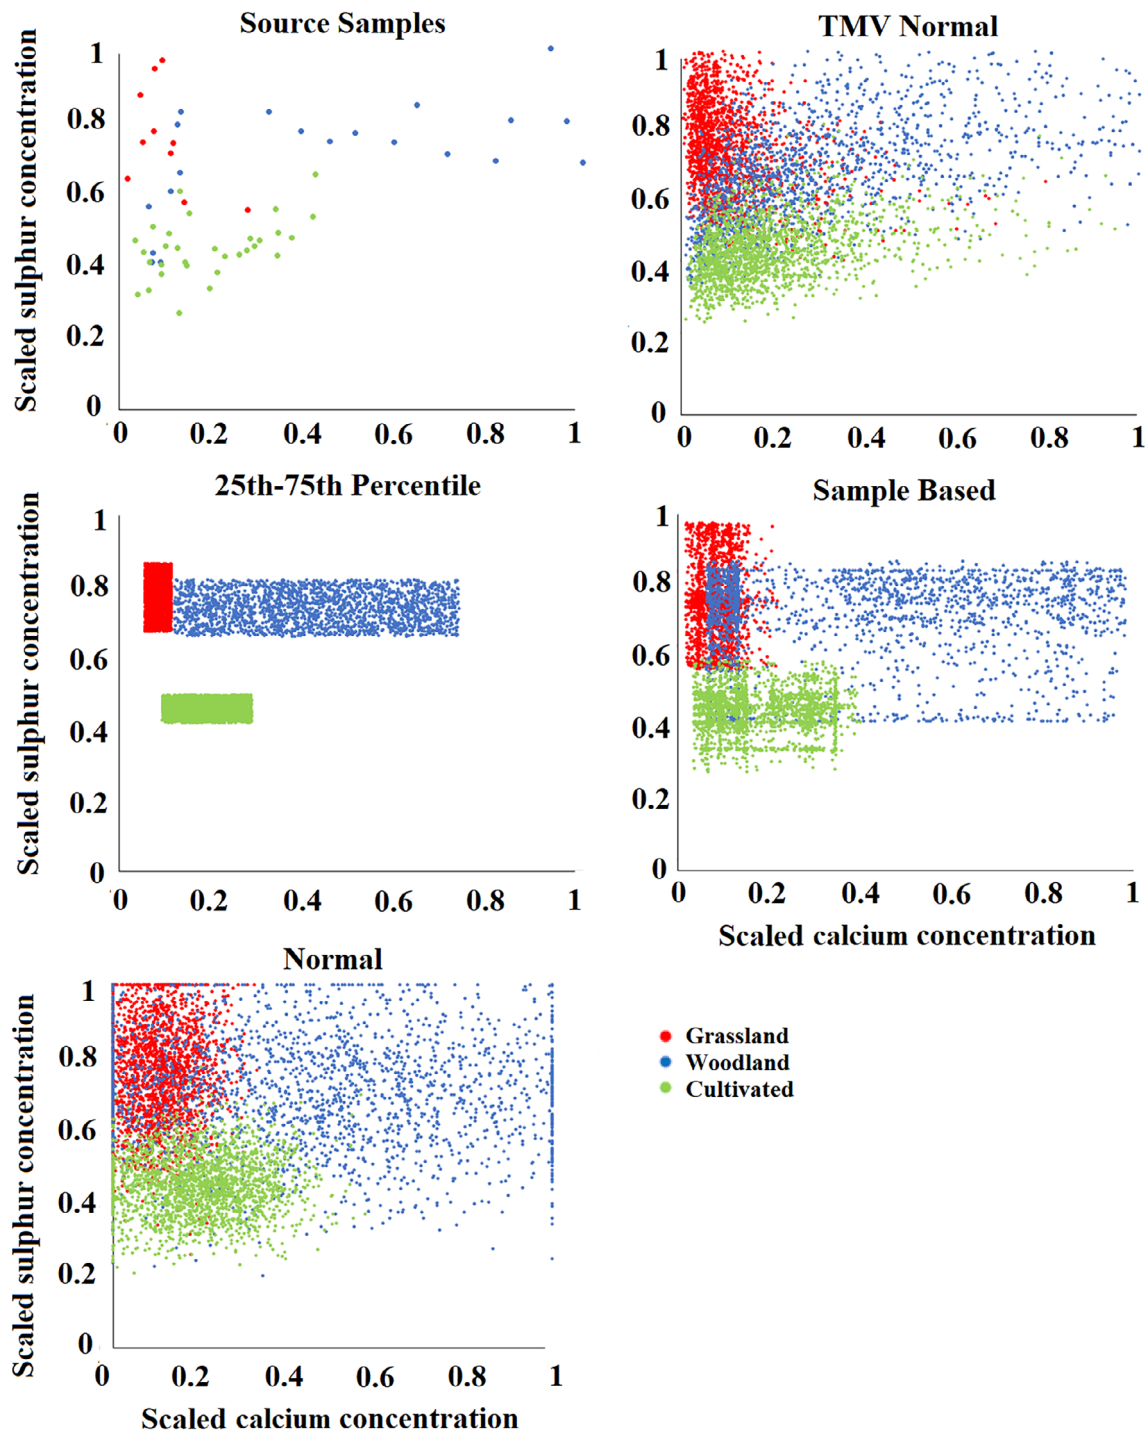 Source Samples
Scaled sulphur concentration
1
0.8
0.6
0.4
0.2
0
0 0.2 0.4 0.6 0.8 1
TMV Normal
1
0.8
0.6
0.4
0.2
0
0 0.2 0.4 0.6 0.8 1
25th-75th Percentile
Scaled sulphur concentration
1
0.8
0.6
0.4
0.2
0
0 0.2 0.4 0.6 0.8 1
Sample Based
1
0.8
0.6
0.4
0.2
0
0 0.2 0.4 0.6 0.8 1
Scaled calcium concentration
Normal
Scaled sulphur concentration
1
0.8
0.6
0.4
0.2
0
0 0.2 0.4 0.6 0.8 1
Scaled calcium concentration
Grassland
Woodland
Cultivated